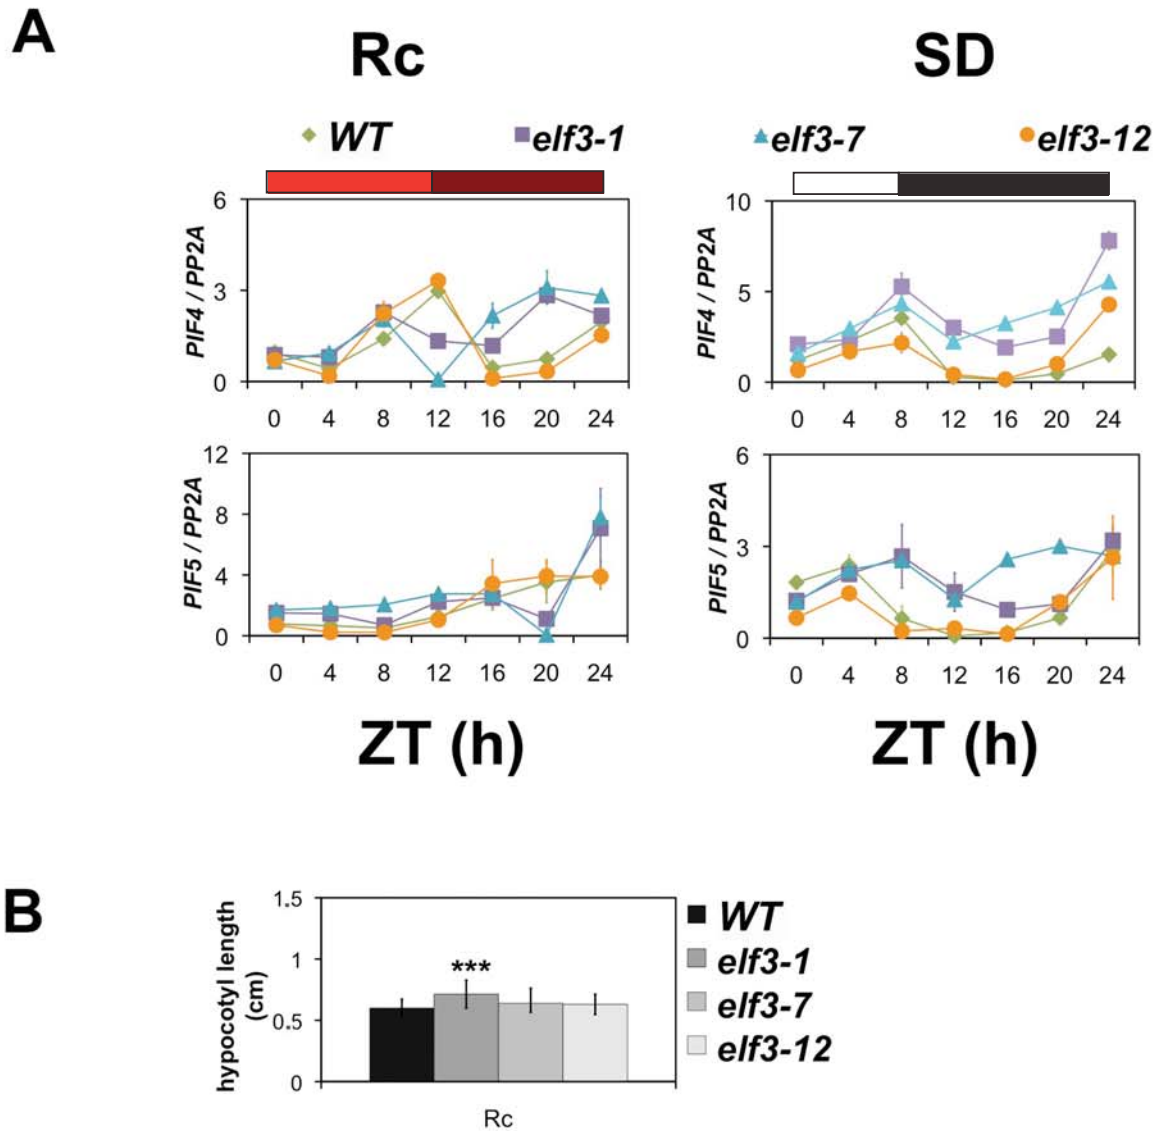 A
Rc SD
WT elf3-1 elf3-7 elf3-12
6
3
0
PIF4 / PP2A
0 4 8 12 16 20 24
10
5
0
PIF4 / PP2A
0 4 8 12 16 20 24
12
8
4
0
PIF5 / PP2A
0 4 8 12 16 20 24
6
3
0
PIF5 / PP2A
0 4 8 12 16 20 24
ZT (h) ZT (h)
B
hypocotyl length
(cm)
1.5
1
0.5
0
***
Rc
WT
elf3-1
elf3-7
elf3-12